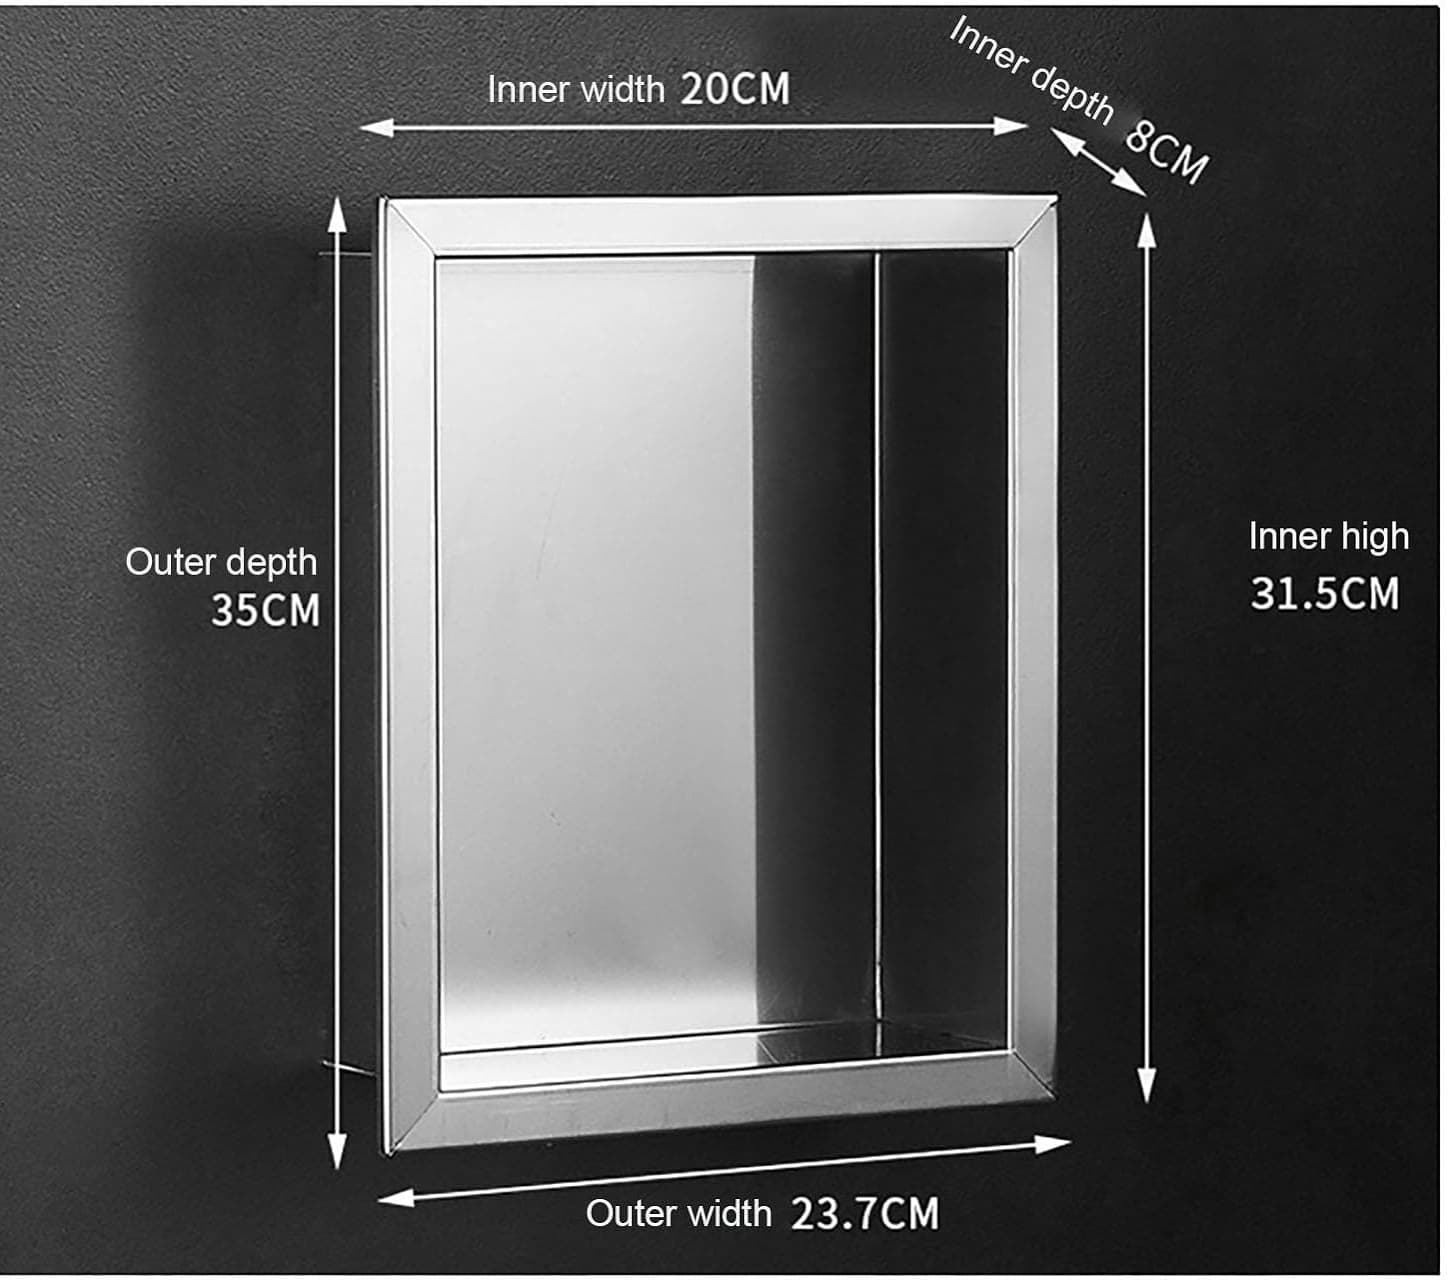 Inner width 20CM
Inner depth 8CM
Outer depth
35CM
Inner high
31.5CM
Outer width 23.7CM